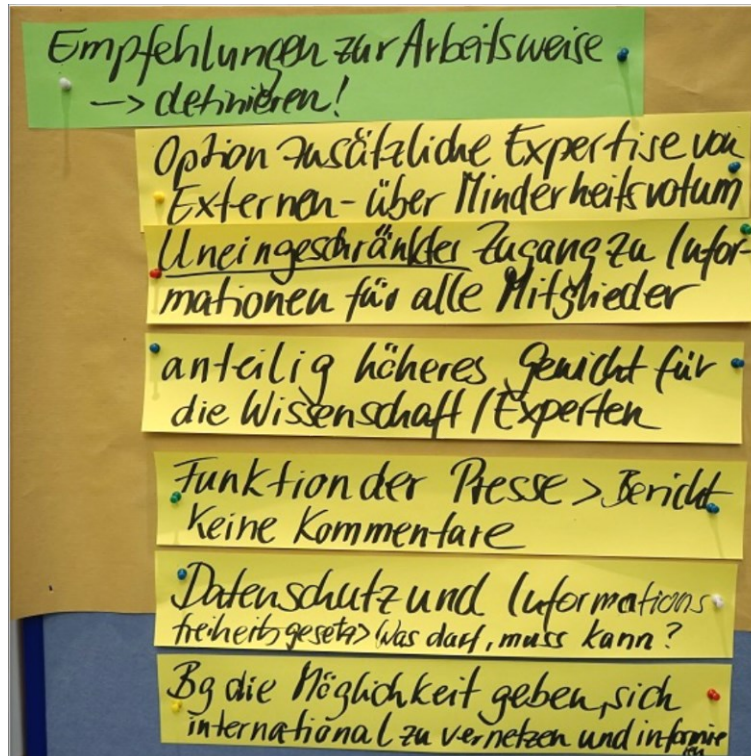 Empfehlungen zur Arbeitsweise
—> definieren!
Option zusätzliche Expertise von
Externen - über Minderheitsvotum
Uneingeschränkter Zugang zu Infor-
mationen für alle Mitglieder
anteilig höheres Gewicht für
die Wissenschaft / Experten
Funktion der Presse > Bericht
Keine Kommentare
Datenschutz und Informations
freiheitsgesetz > Was darf, muss kann?
Bg die Möglichkeit geben, sich
international zu vernetzen und informie
ren